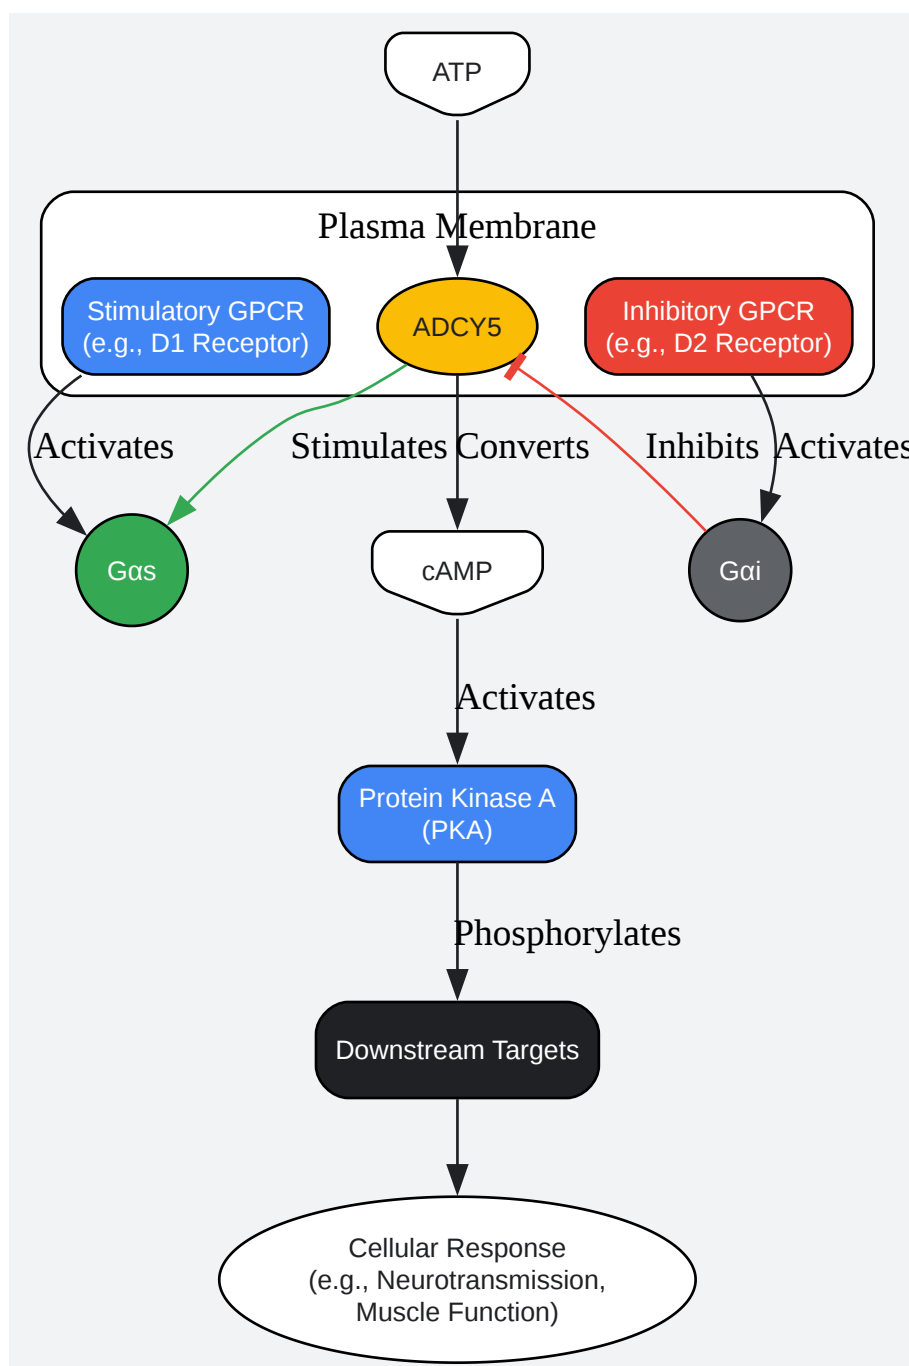 ATP
Plasma Membrane
Stimulatory GPCR
(e.g., D1 Receptor)
ADCY5
Inhibitory GPCR
(e.g., D2 Receptor)
Activates
Stimulates
Converts
Inhibits
Activates
Gαs
cAMP
Gαi
Activates
Protein Kinase A
(PKA)
Phosphorylates
Downstream Targets
Cellular Response
(e.g., Neurotransmission,
Muscle Function)